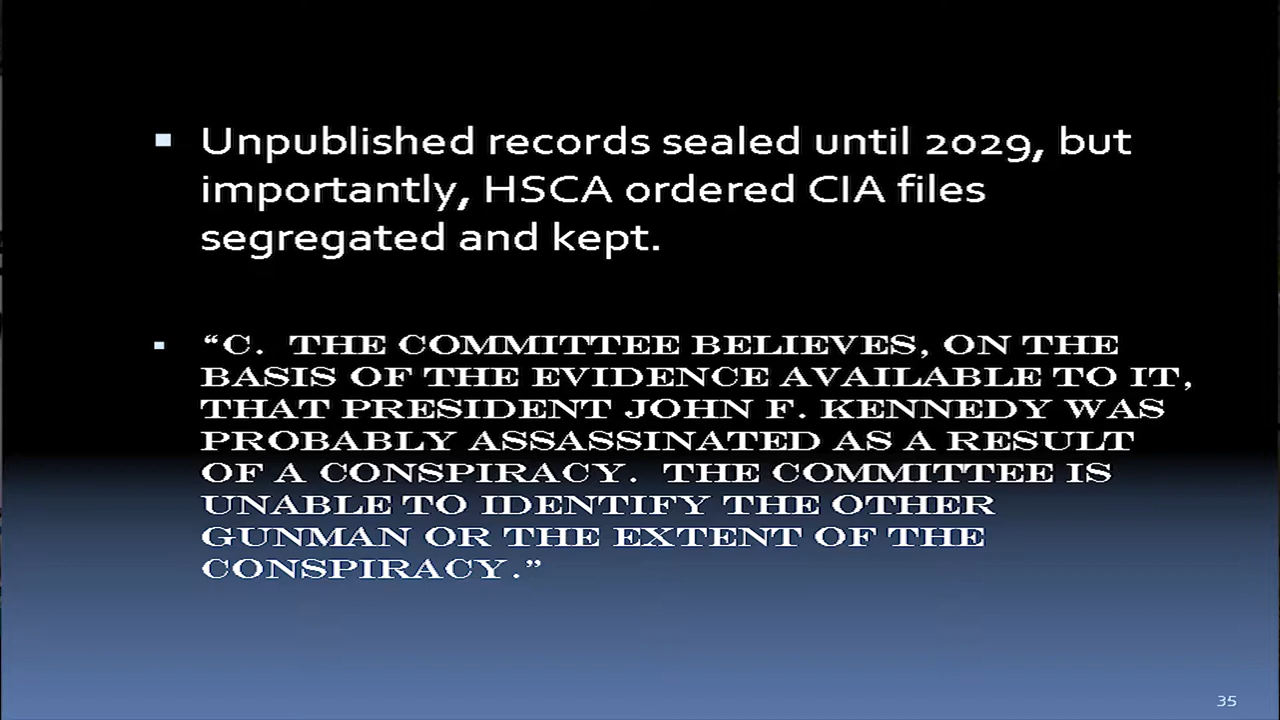 Unpublished records sealed until 2029, but
importantly, HSCA ordered CIA files
segregated and kept.
“C. THE COMMITTEE BELIEVES, ON THE
BASIS OF THE EVIDENCE AVAILABLE TO IT,
THAT PRESIDENT JOHN F. KENNEDY WAS
PROBABLY ASSASSINATED AS A RESULT
OF A CONSPIRACY. THE COMMITTEE IS
UNABLE TO IDENTIFY THE OTHER
GUNMAN OR THE EXTENT OF THE
CONSPIRACY.”
35